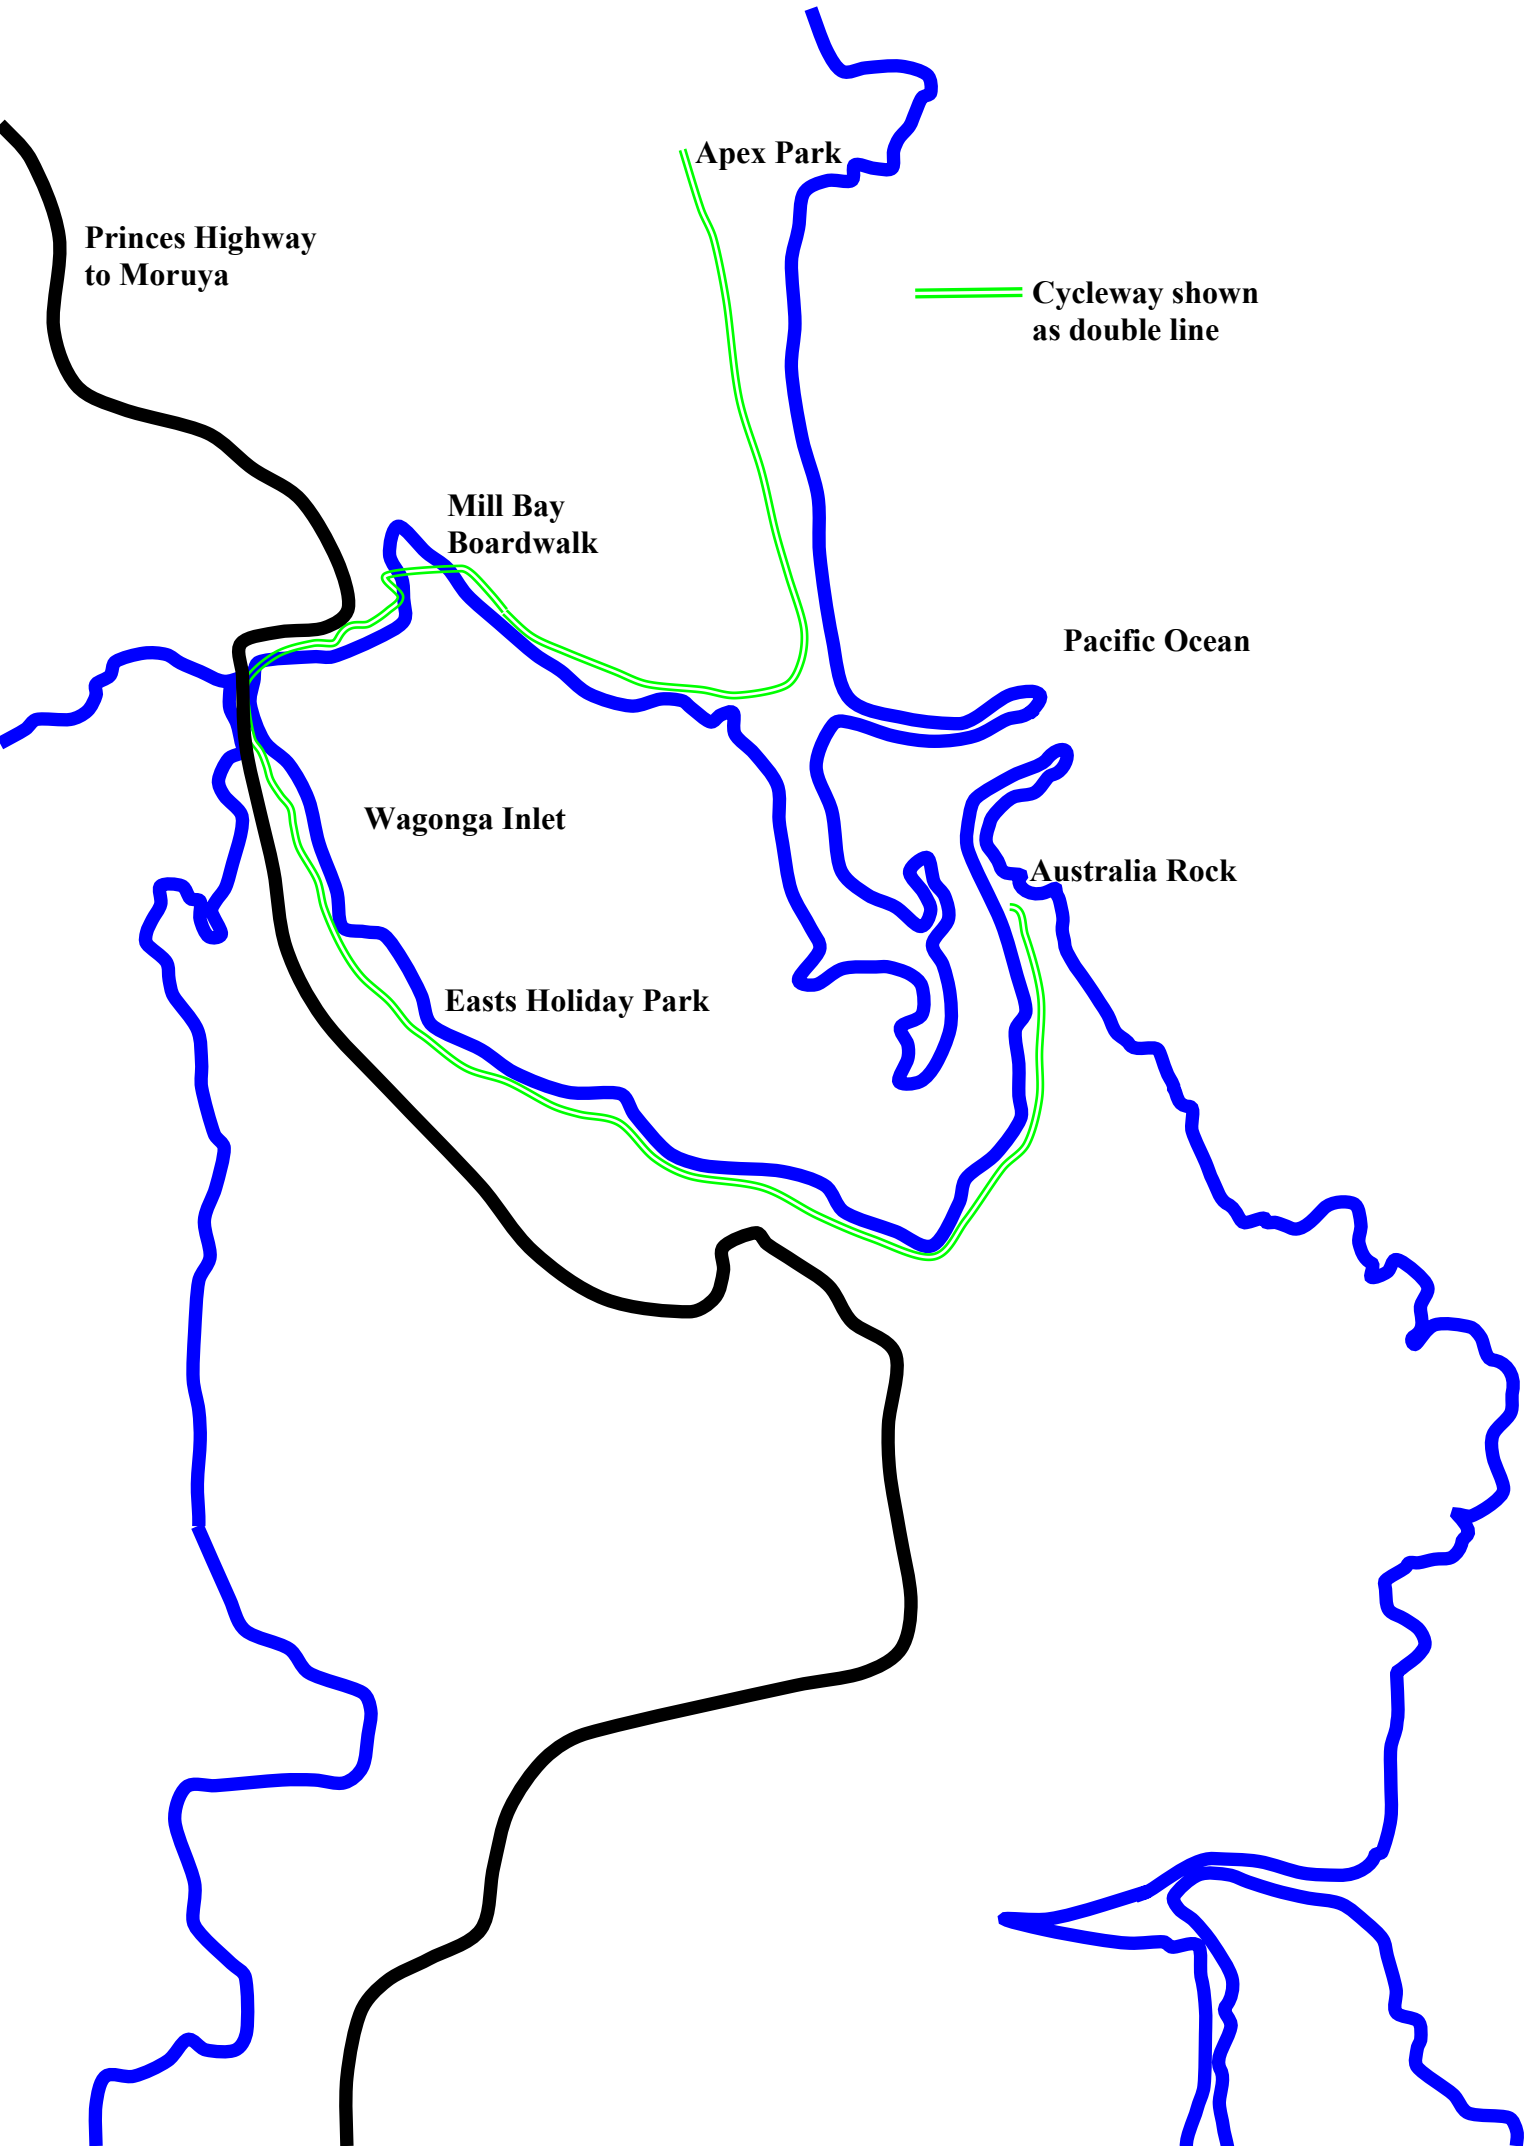 Apex Park
Princes Highway
to Moruya
Cycleway shown
as double line
Mill Bay
Boardwalk
Pacific Ocean
Wagonga Inlet
Australia Rock
Easts Holiday Park